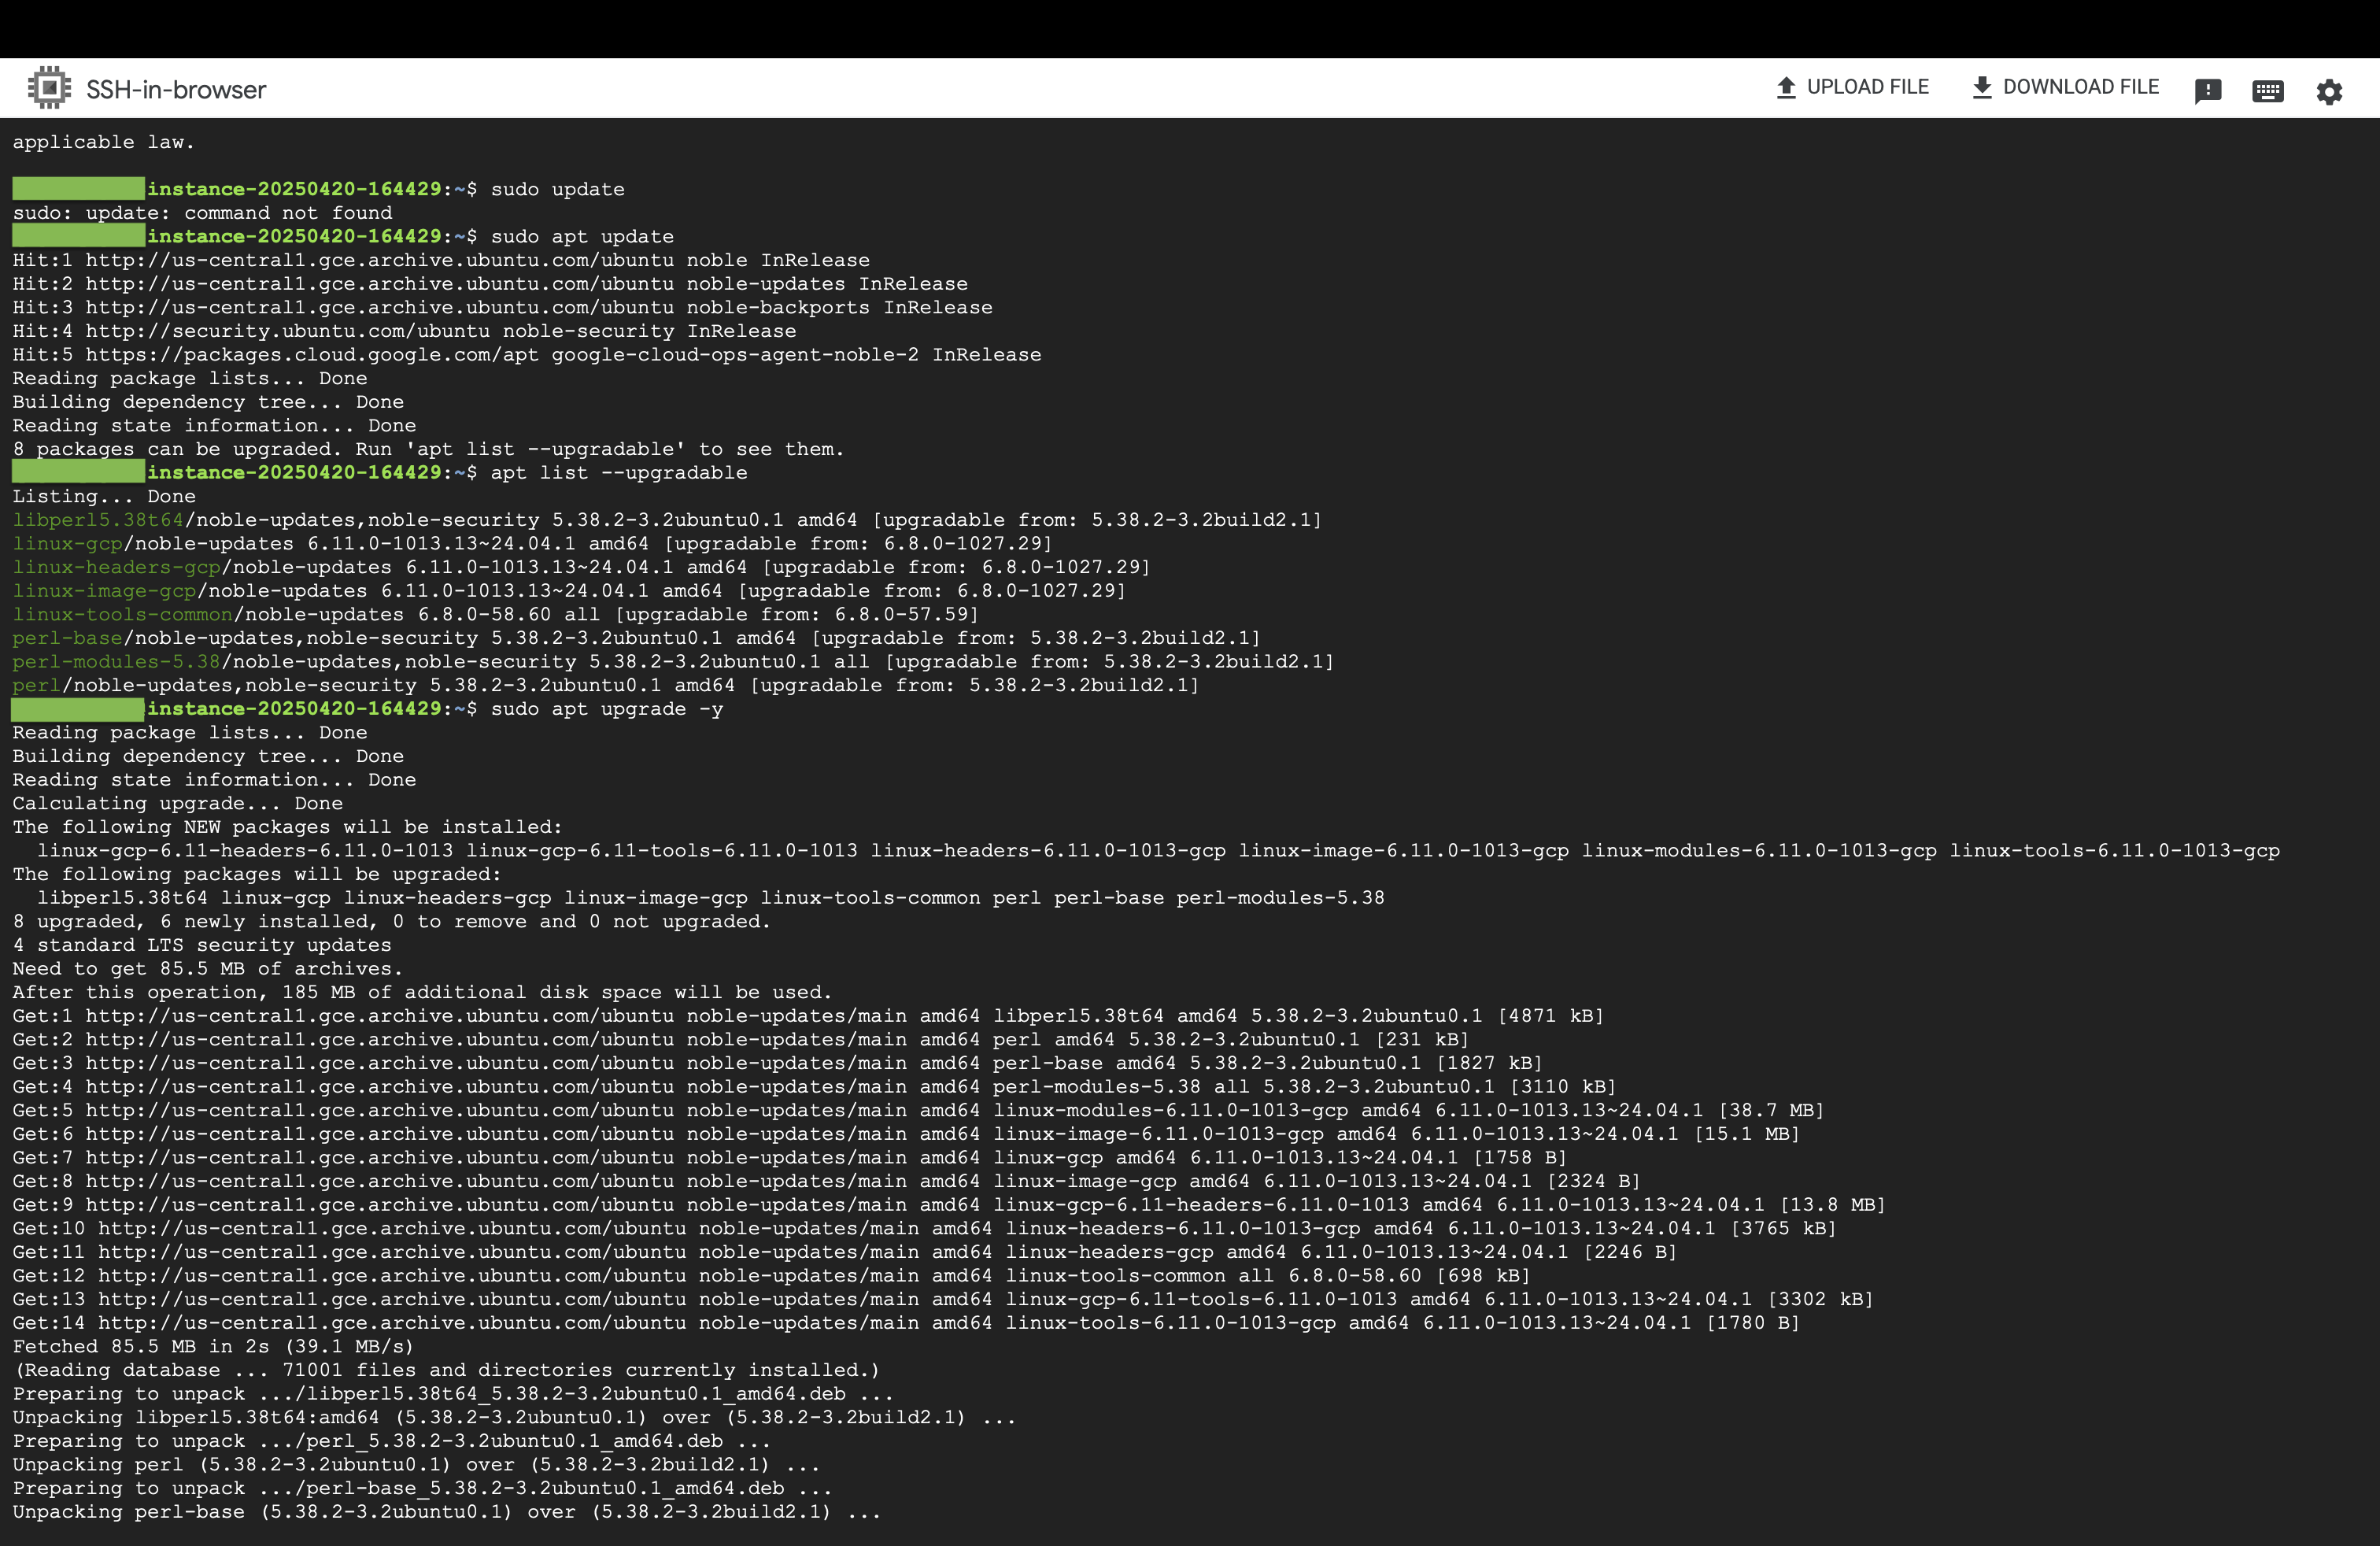 SSH-in-browser
UPLOAD FILE
DOWNLOAD FILE
applicable law.
instance-20250420-164429:~$ sudo update
sudo: update: command not found
instance-20250420-164429:~$ sudo apt update
Hit:1 http://us-central1.gce.archive.ubuntu.com/ubuntu noble InRelease
Hit:2 http://us-central1.gce.archive.ubuntu.com/ubuntu noble-updates InRelease
Hit:3 http://us-central1.gce.archive.ubuntu.com/ubuntu noble-backports InRelease
Hit:4 http://security.ubuntu.com/ubuntu noble-security InRelease
Hit:5 https://packages.cloud.google.com/apt google-cloud-ops-agent-noble-2 InRelease
Reading package lists... Done
Building dependency tree... Done
Reading state information... Done
8 packages can be upgraded. Run 'apt list --upgradable' to see them.
instance-20250420-164429:~$ apt list --upgradable
Listing... Done
libperl5.38t64/noble-updates,noble-security 5.38.2-3.2ubuntu0.1 amd64 [upgradable from: 5.38.2-3.2build2.1]
linux-gcp/noble-updates 6.11.0-1013.13~24.04.1 amd64 [upgradable from: 6.8.0-1027.29]
linux-headers-gcp/noble-updates 6.11.0-1013.13~24.04.1 amd64 [upgradable from: 6.8.0-1027.29]
linux-image-gcp/noble-updates 6.11.0-1013.13~24.04.1 amd64 [upgradable from: 6.8.0-1027.29]
linux-tools-common/noble-updates 6.8.0-58.60 all [upgradable from: 6.8.0-57.59]
perl-base/noble-updates,noble-security 5.38.2-3.2ubuntu0.1 amd64 [upgradable from: 5.38.2-3.2build2.1]
perl-modules-5.38/noble-updates,noble-security 5.38.2-3.2ubuntu0.1 all [upgradable from: 5.38.2-3.2build2.1]
perl/noble-updates,noble-security 5.38.2-3.2ubuntu0.1 amd64 [upgradable from: 5.38.2-3.2build2.1]
instance-20250420-164429:~$ sudo apt upgrade -y
Reading package lists... Done
Building dependency tree... Done
Reading state information... Done
Calculating upgrade... Done
The following NEW packages will be installed:
  linux-gcp-6.11-headers-6.11.0-1013 linux-gcp-6.11-tools-6.11.0-1013 linux-headers-6.11.0-1013-gcp linux-image-6.11.0-1013-gcp linux-modules-6.11.0-1013-gcp linux-tools-6.11.0-1013-gcp
The following packages will be upgraded:
  libperl5.38t64 linux-gcp linux-headers-gcp linux-image-gcp linux-tools-common perl perl-base perl-modules-5.38
8 upgraded, 6 newly installed, 0 to remove and 0 not upgraded.
4 standard LTS security updates
Need to get 85.5 MB of archives.
After this operation, 185 MB of additional disk space will be used.
Get:1 http://us-central1.gce.archive.ubuntu.com/ubuntu noble-updates/main amd64 libperl5.38t64 amd64 5.38.2-3.2ubuntu0.1 [4871 kB]
Get:2 http://us-central1.gce.archive.ubuntu.com/ubuntu noble-updates/main amd64 perl amd64 5.38.2-3.2ubuntu0.1 [231 kB]
Get:3 http://us-central1.gce.archive.ubuntu.com/ubuntu noble-updates/main amd64 perl-base amd64 5.38.2-3.2ubuntu0.1 [1827 kB]
Get:4 http://us-central1.gce.archive.ubuntu.com/ubuntu noble-updates/main amd64 perl-modules-5.38 all 5.38.2-3.2ubuntu0.1 [3110 kB]
Get:5 http://us-central1.gce.archive.ubuntu.com/ubuntu noble-updates/main amd64 linux-modules-6.11.0-1013-gcp amd64 6.11.0-1013.13~24.04.1 [38.7 MB]
Get:6 http://us-central1.gce.archive.ubuntu.com/ubuntu noble-updates/main amd64 linux-image-6.11.0-1013-gcp amd64 6.11.0-1013.13~24.04.1 [15.1 MB]
Get:7 http://us-central1.gce.archive.ubuntu.com/ubuntu noble-updates/main amd64 linux-gcp amd64 6.11.0-1013.13~24.04.1 [1758 B]
Get:8 http://us-central1.gce.archive.ubuntu.com/ubuntu noble-updates/main amd64 linux-image-gcp amd64 6.11.0-1013.13~24.04.1 [2324 B]
Get:9 http://us-central1.gce.archive.ubuntu.com/ubuntu noble-updates/main amd64 linux-gcp-6.11-headers-6.11.0-1013 amd64 6.11.0-1013.13~24.04.1 [13.8 MB]
Get:10 http://us-central1.gce.archive.ubuntu.com/ubuntu noble-updates/main amd64 linux-headers-6.11.0-1013-gcp amd64 6.11.0-1013.13~24.04.1 [3765 kB]
Get:11 http://us-central1.gce.archive.ubuntu.com/ubuntu noble-updates/main amd64 linux-headers-gcp amd64 6.11.0-1013.13~24.04.1 [2246 B]
Get:12 http://us-central1.gce.archive.ubuntu.com/ubuntu noble-updates/main amd64 linux-tools-common all 6.8.0-58.60 [698 kB]
Get:13 http://us-central1.gce.archive.ubuntu.com/ubuntu noble-updates/main amd64 linux-gcp-6.11-tools-6.11.0-1013 amd64 6.11.0-1013.13~24.04.1 [3302 kB]
Get:14 http://us-central1.gce.archive.ubuntu.com/ubuntu noble-updates/main amd64 linux-tools-6.11.0-1013-gcp amd64 6.11.0-1013.13~24.04.1 [1780 B]
Fetched 85.5 MB in 2s (39.1 MB/s)
(Reading database ... 71001 files and directories currently installed.)
Preparing to unpack .../libperl5.38t64_5.38.2-3.2ubuntu0.1_amd64.deb ...
Unpacking libperl5.38t64:amd64 (5.38.2-3.2ubuntu0.1) over (5.38.2-3.2build2.1) ...
Preparing to unpack .../perl_5.38.2-3.2ubuntu0.1_amd64.deb ...
Unpacking perl (5.38.2-3.2ubuntu0.1) over (5.38.2-3.2build2.1) ...
Preparing to unpack .../perl-base_5.38.2-3.2ubuntu0.1_amd64.deb ...
Unpacking perl-base (5.38.2-3.2ubuntu0.1) over (5.38.2-3.2build2.1) ...